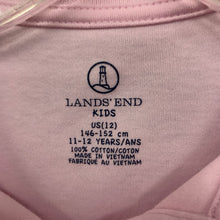 LANDS' END
KIDS
US(12)
146-152 cm
11-12 YEARS/ANS
100% COTTON/COTON
MADE IN VIETNAM
FABRIQUÉ AU VIETNAM